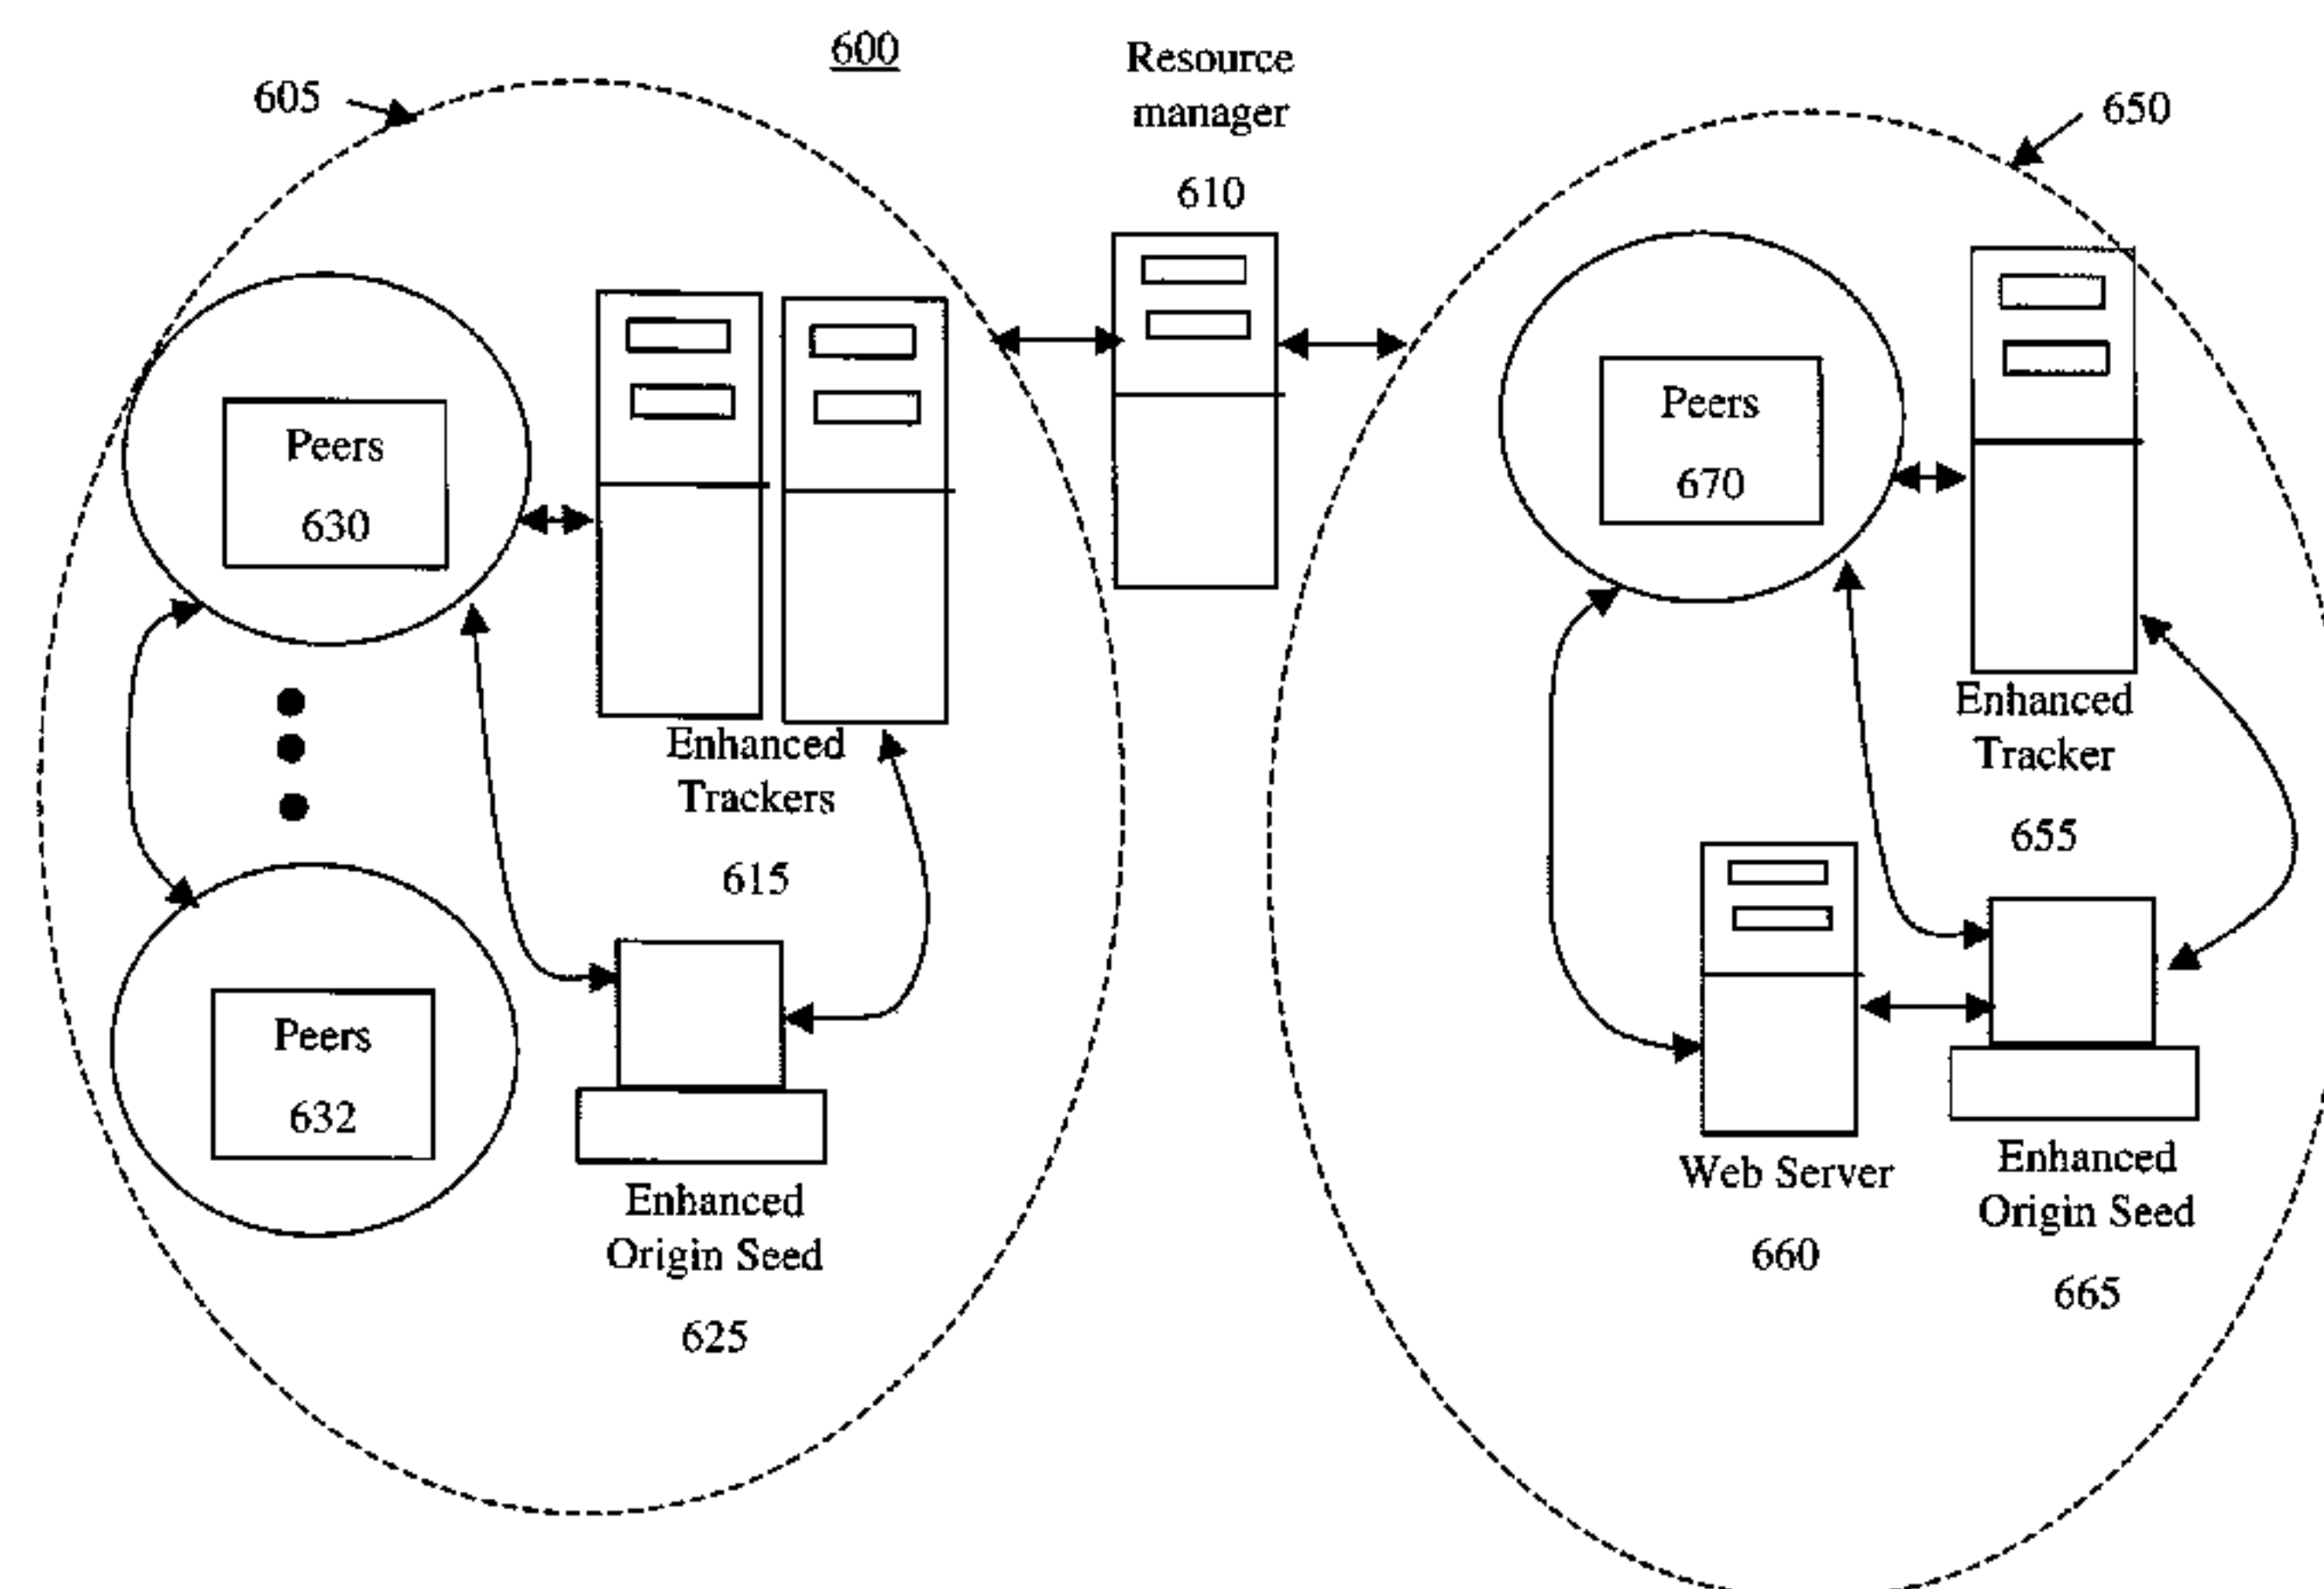 600
Resource
manager
610
605
650
Peers
630
Peers
670
Enhanced
Trackers
615
Enhanced
Tracker
655
Peers
632
Enhanced
Origin Seed
625
Web Server
660
Enhanced
Origin Seed
665